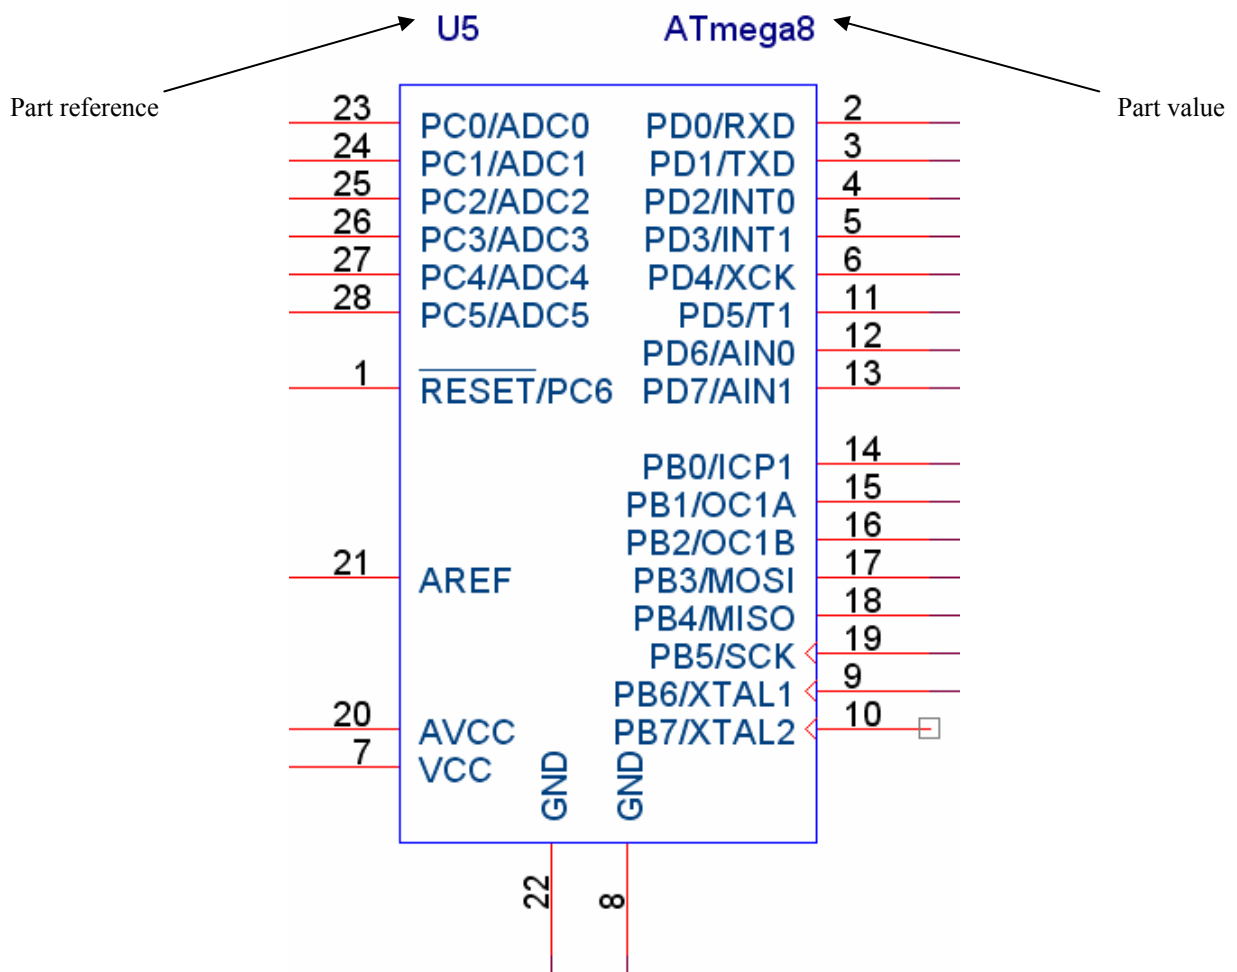 U5 ATmega8
Part reference Part value
23 PC0/ADC0 PD0/RXD 2
24 PC1/ADC1 PD1/TXD 3
25 PC2/ADC2 PD2/INT0 4
26 PC3/ADC3 PD3/INT1 5
27 PC4/ADC4 PD4/XCK 6
28 PC5/ADC5 PD5/T1 11
PD6/AIN0 12
1 RESET/PC6 PD7/AIN1 13
PB0/ICP1 14
PB1/OC1A 15
PB2/OC1B 16
21 AREF PB3/MOSI 17
PB4/MISO 18
PB5/SCK 19
PB6/XTAL1 9
20 AVCC PB7/XTAL2 10
7 VCC
GND GND
22 8